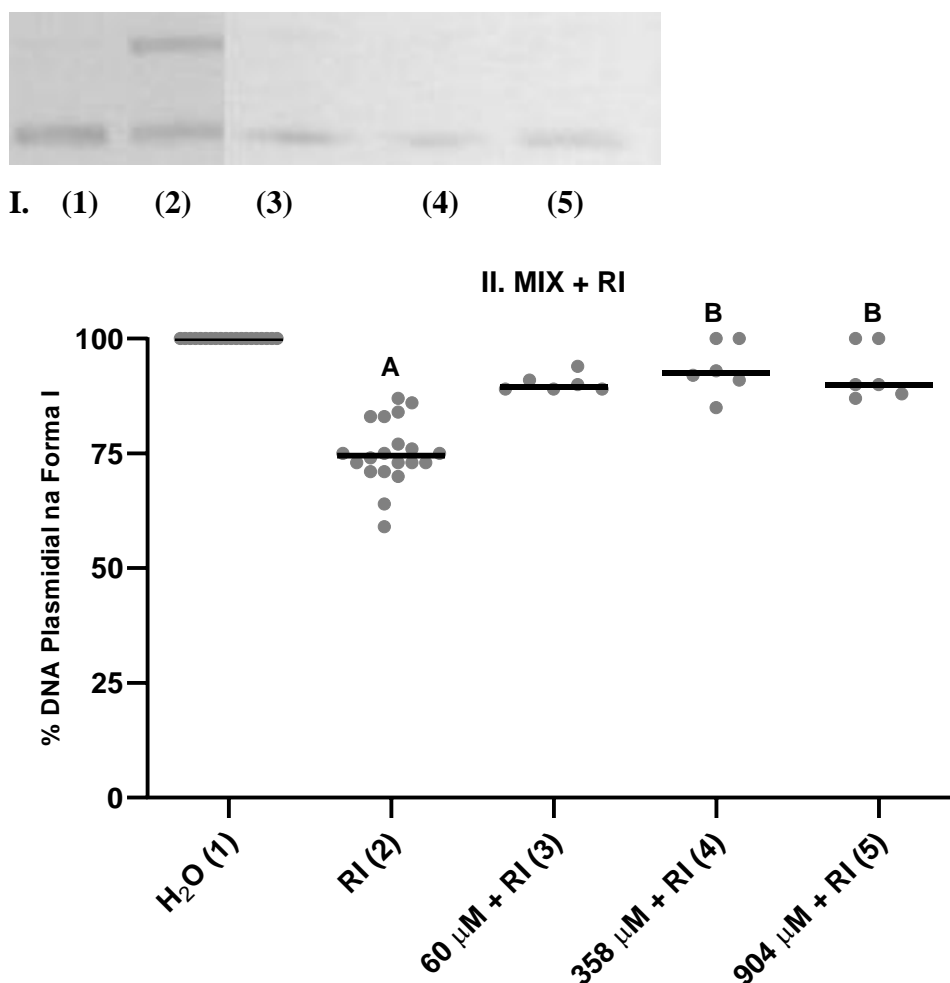 I. (1) (2) (3) (4) (5)
II. MIX + RI
% DNA Plasmidial na Forma I
100
75
50
25
0
A
B
B
H₂O (1)
RI (2)
60 μM + RI (3)
358 μM + RI (4)
904 μM + RI (5)